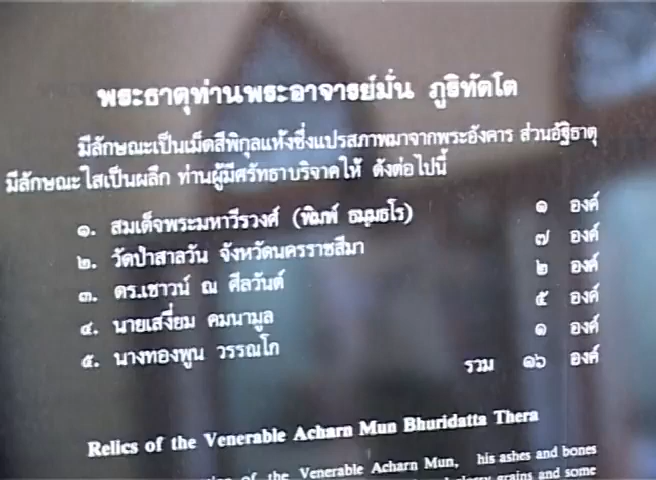 พระธาตุท่านพระอาจารย์มั่น ภูริทัตโต
มีลักษณะเป็นเม็ดสีพิกุลแห้งซึ่งแปรสภาพมาจากพระอังคาร ส่วนอัฐิธาตุ
มีลักษณะใสเป็นผลึก ท่านผู้มีศรัทธาบริจาคให้ ดังต่อไปนี้
๑. สมเด็จพระมหาวีรวงศ์ (พิมพ์ ธมฺมธโร) ๑ องค์
๒. วัดป่าสาลวัน จังหวัดนครราชสีมา ๗ องค์
๓. ดร.เชาวน์ ณ ศีลวันต์ ๒ องค์
๔. นายเสงี่ยม คมนามูล ๕ องค์
๕. นางทองพูน วรรณโก ๑ องค์
รวม ๑๖ องค์
Relics of the Venerable Acharn Mun Bhuridatta Thera
of the Venerable Acharn Mun, his ashes and bones
grains and some